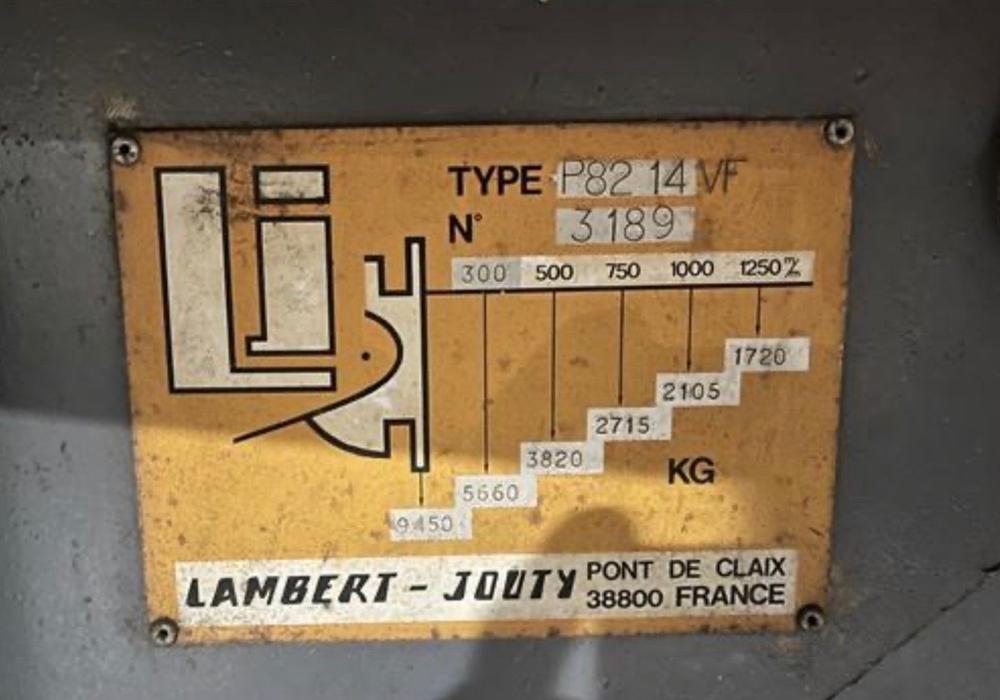 Lj
TYPE P82 14 VF
N° 3189
300 500 750 1000 1250 m/m
1720
2105
2715
3820
KG
5660
9450
LAMBERT - JOUTY PONT DE CLAIX
38800 FRANCE